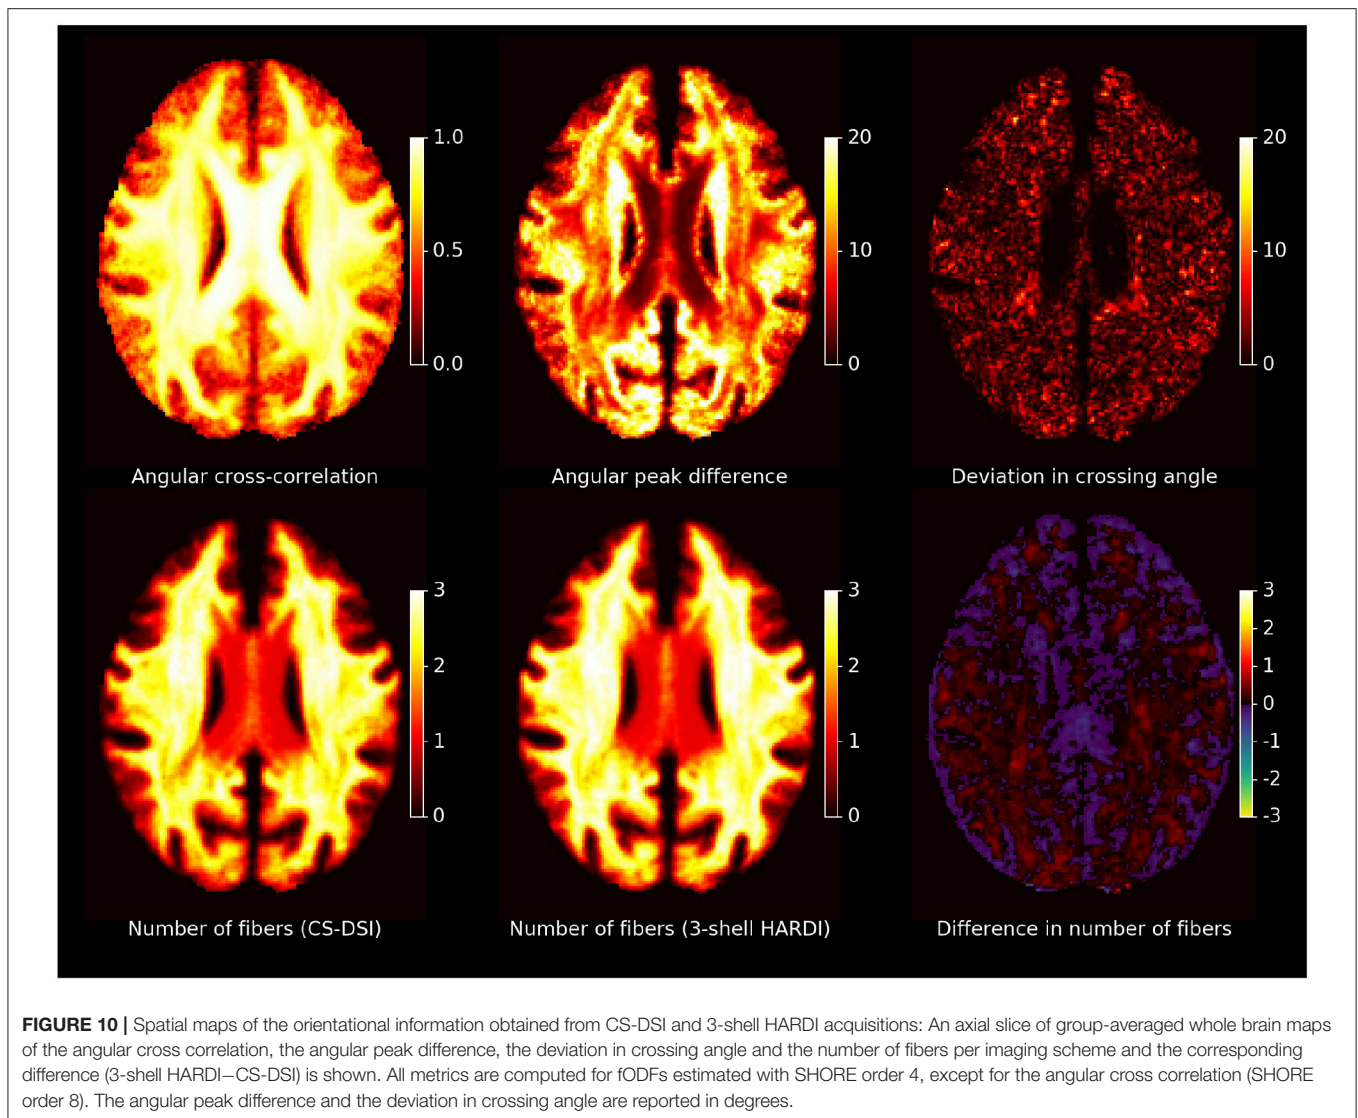 1.0
0.5
0.0
20
10
0
20
10
0
Angular cross-correlation
Angular peak difference
Deviation in crossing angle
3
2
1
0
3
2
1
0
3
2
1
0
-1
-2
-3
Number of fibers (CS-DSI)
Number of fibers (3-shell HARDI)
Difference in number of fibers
FIGURE 10 | Spatial maps of the orientational information obtained from CS-DSI and 3-shell HARDI acquisitions: An axial slice of group-averaged whole brain maps
of the angular cross correlation, the angular peak difference, the deviation in crossing angle and the number of fibers per imaging scheme and the corresponding
difference (3-shell HARDI−CS-DSI) is shown. All metrics are computed for fODFs estimated with SHORE order 4, except for the angular cross correlation (SHORE
order 8). The angular peak difference and the deviation in crossing angle are reported in degrees.